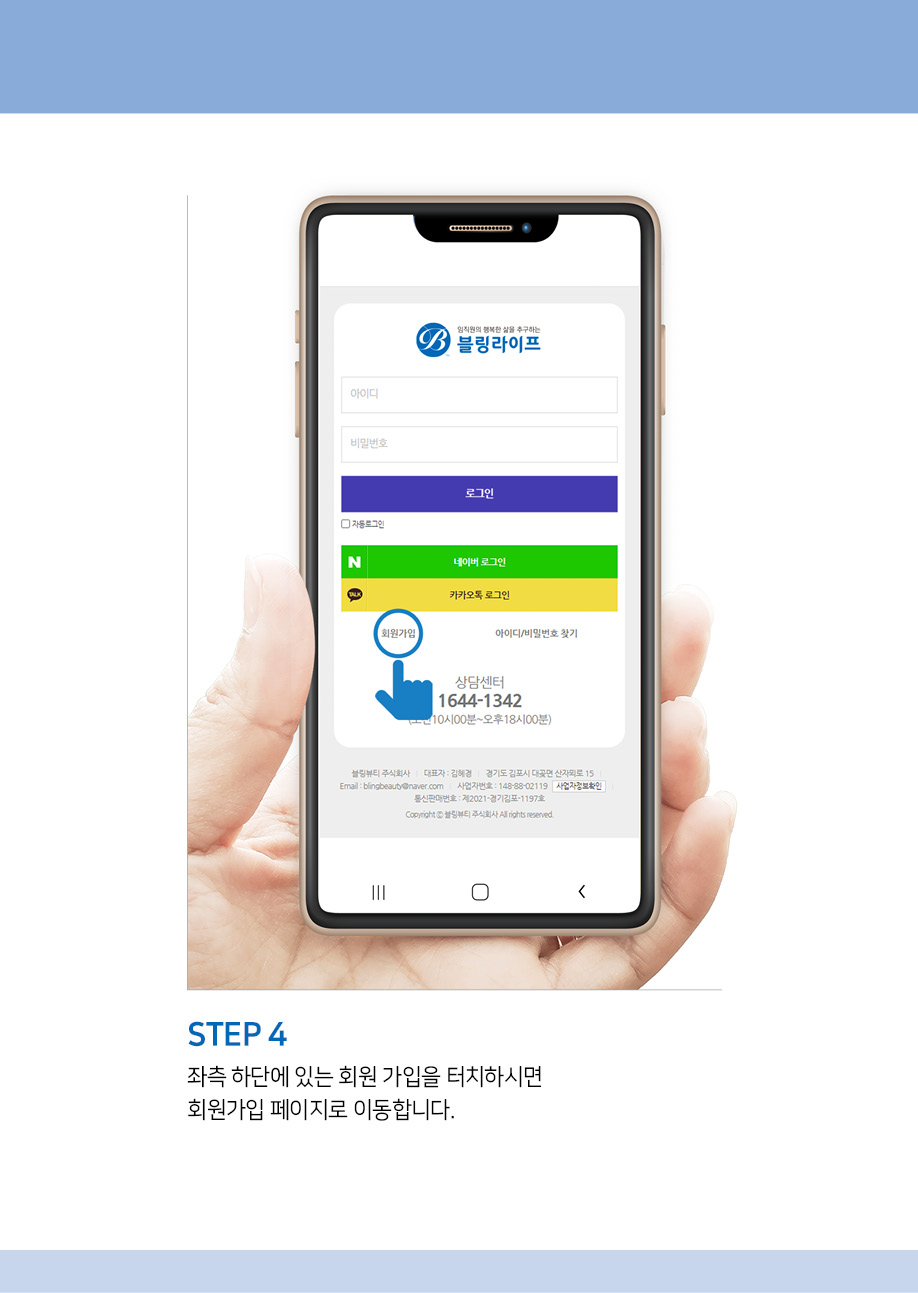 임직원의 행복한 삶을 추구하는
블링라이프
아이디
비밀번호
로그인
자동로그인
N 네이버 로그인
TALK 카카오톡 로그인
회원가입 아이디/비밀번호 찾기
상담센터
1644-1342
10시00분~오후18시00분)
블링뷰티 주식회사 대표자 : 김혜경 경기도 김포시 대곶면 산자뫼로 15
Email : blingbeauty@naver.com 사업자번호 : 148-88-02119 사업자정보확인
통신판매번호 : 제2021-경기김포-1197호
Copyright ⓒ 블링뷰티 주식회사 All rights reserved.
STEP 4
좌측 하단에 있는 회원 가입을 터치하시면
회원가입 페이지로 이동합니다.